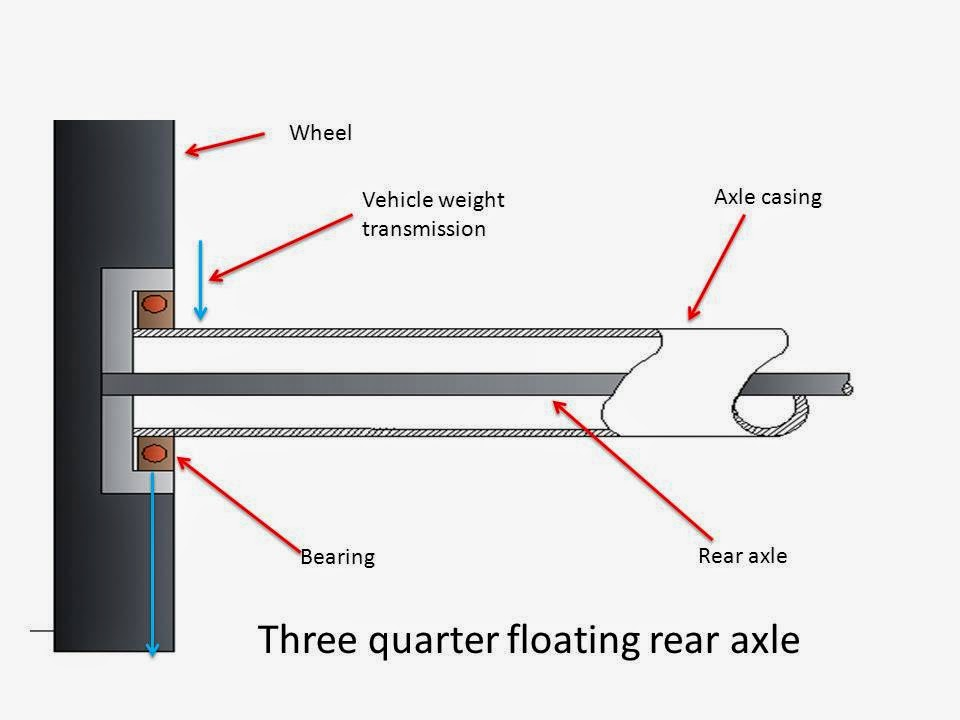 Wheel
Vehicle weight
transmission
Axle casing
Bearing
Rear axle
Three quarter floating rear axle